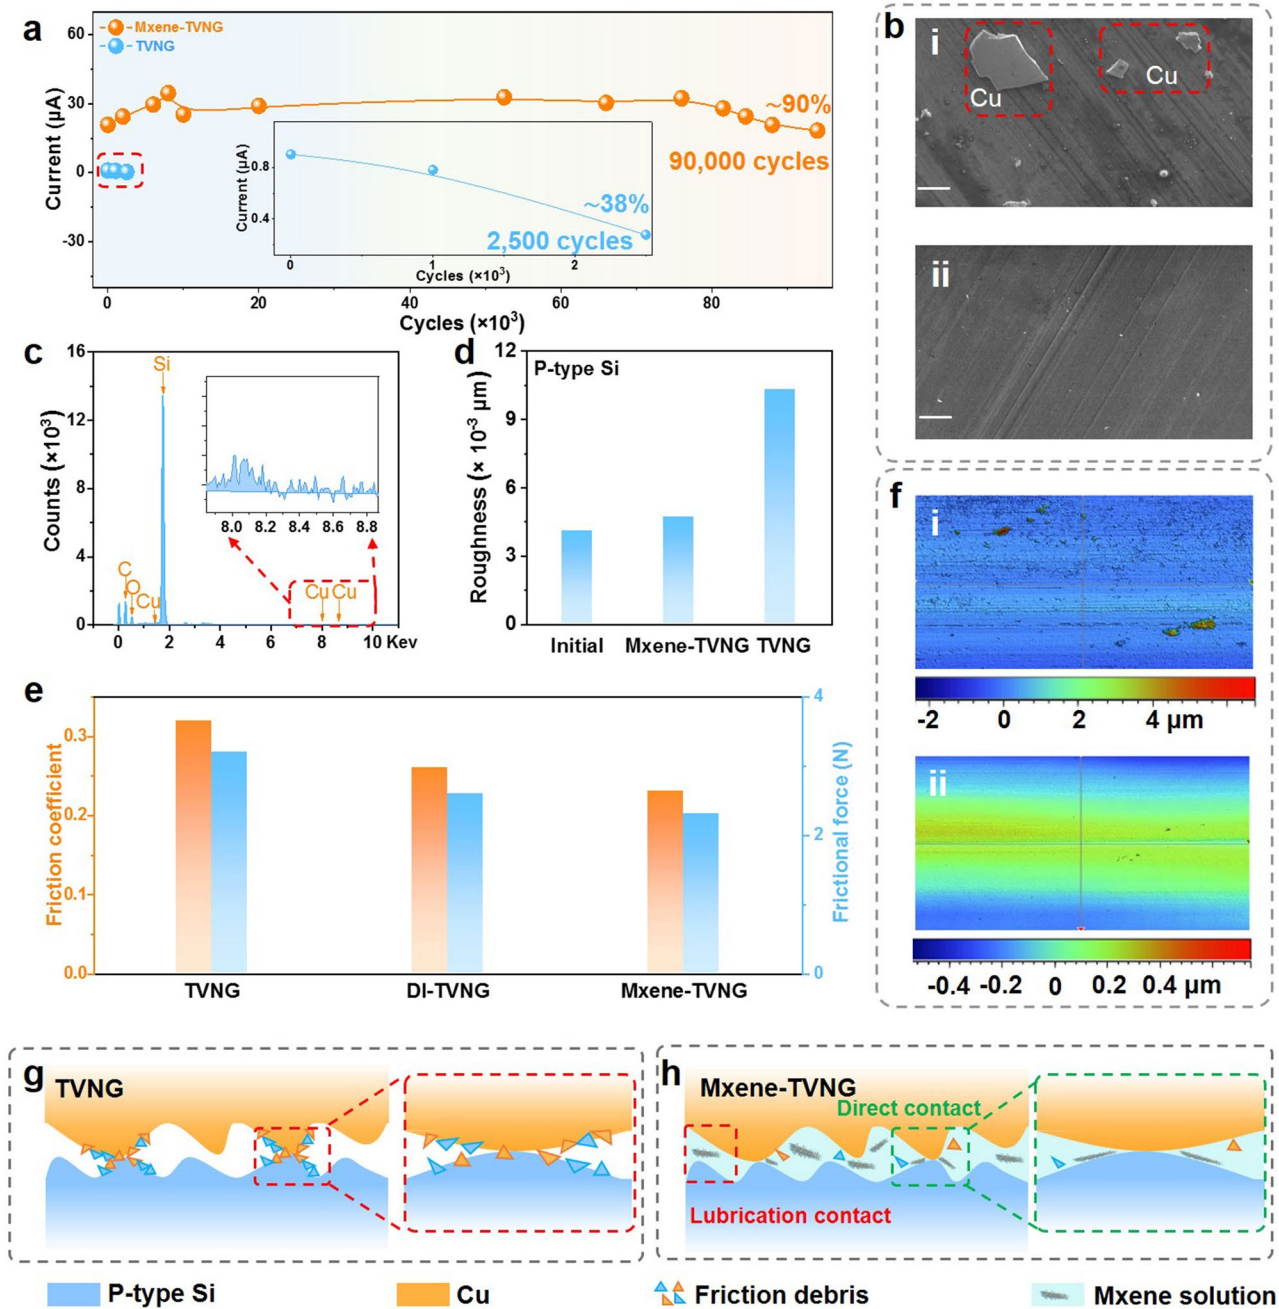 a
Mxene-TVNG
TVNG
Current (μA)
60
30
0
-30
~90%
90,000 cycles
Current (μA)
0.8
0.4
~38%
2,500 cycles
0
1
2
Cycles (×10³)
0
20
40
60
80
Cycles (×10³)
b
i
Cu
Cu
ii
c
Counts (×10³)
16
12
8
4
0
Si
C
O
Cu
8.0
8.2
8.4
8.6
8.8
Cu
Cu
0
2
4
6
8
10
Kev
d
P-type Si
Roughness (× 10⁻³ μm)
12
9
6
3
0
Initial
Mxene-TVNG
TVNG
e
Friction coefficient
0.3
0.2
0.1
0.0
4
2
0
Frictional force (N)
TVNG
DI-TVNG
Mxene-TVNG
f
i
-2
0
2
4 μm
ii
-0.4
-0.2
0
0.2
0.4 μm
g
TVNG
h
Mxene-TVNG
Direct contact
Lubrication contact
P-type Si
Cu
Friction debris
Mxene solution